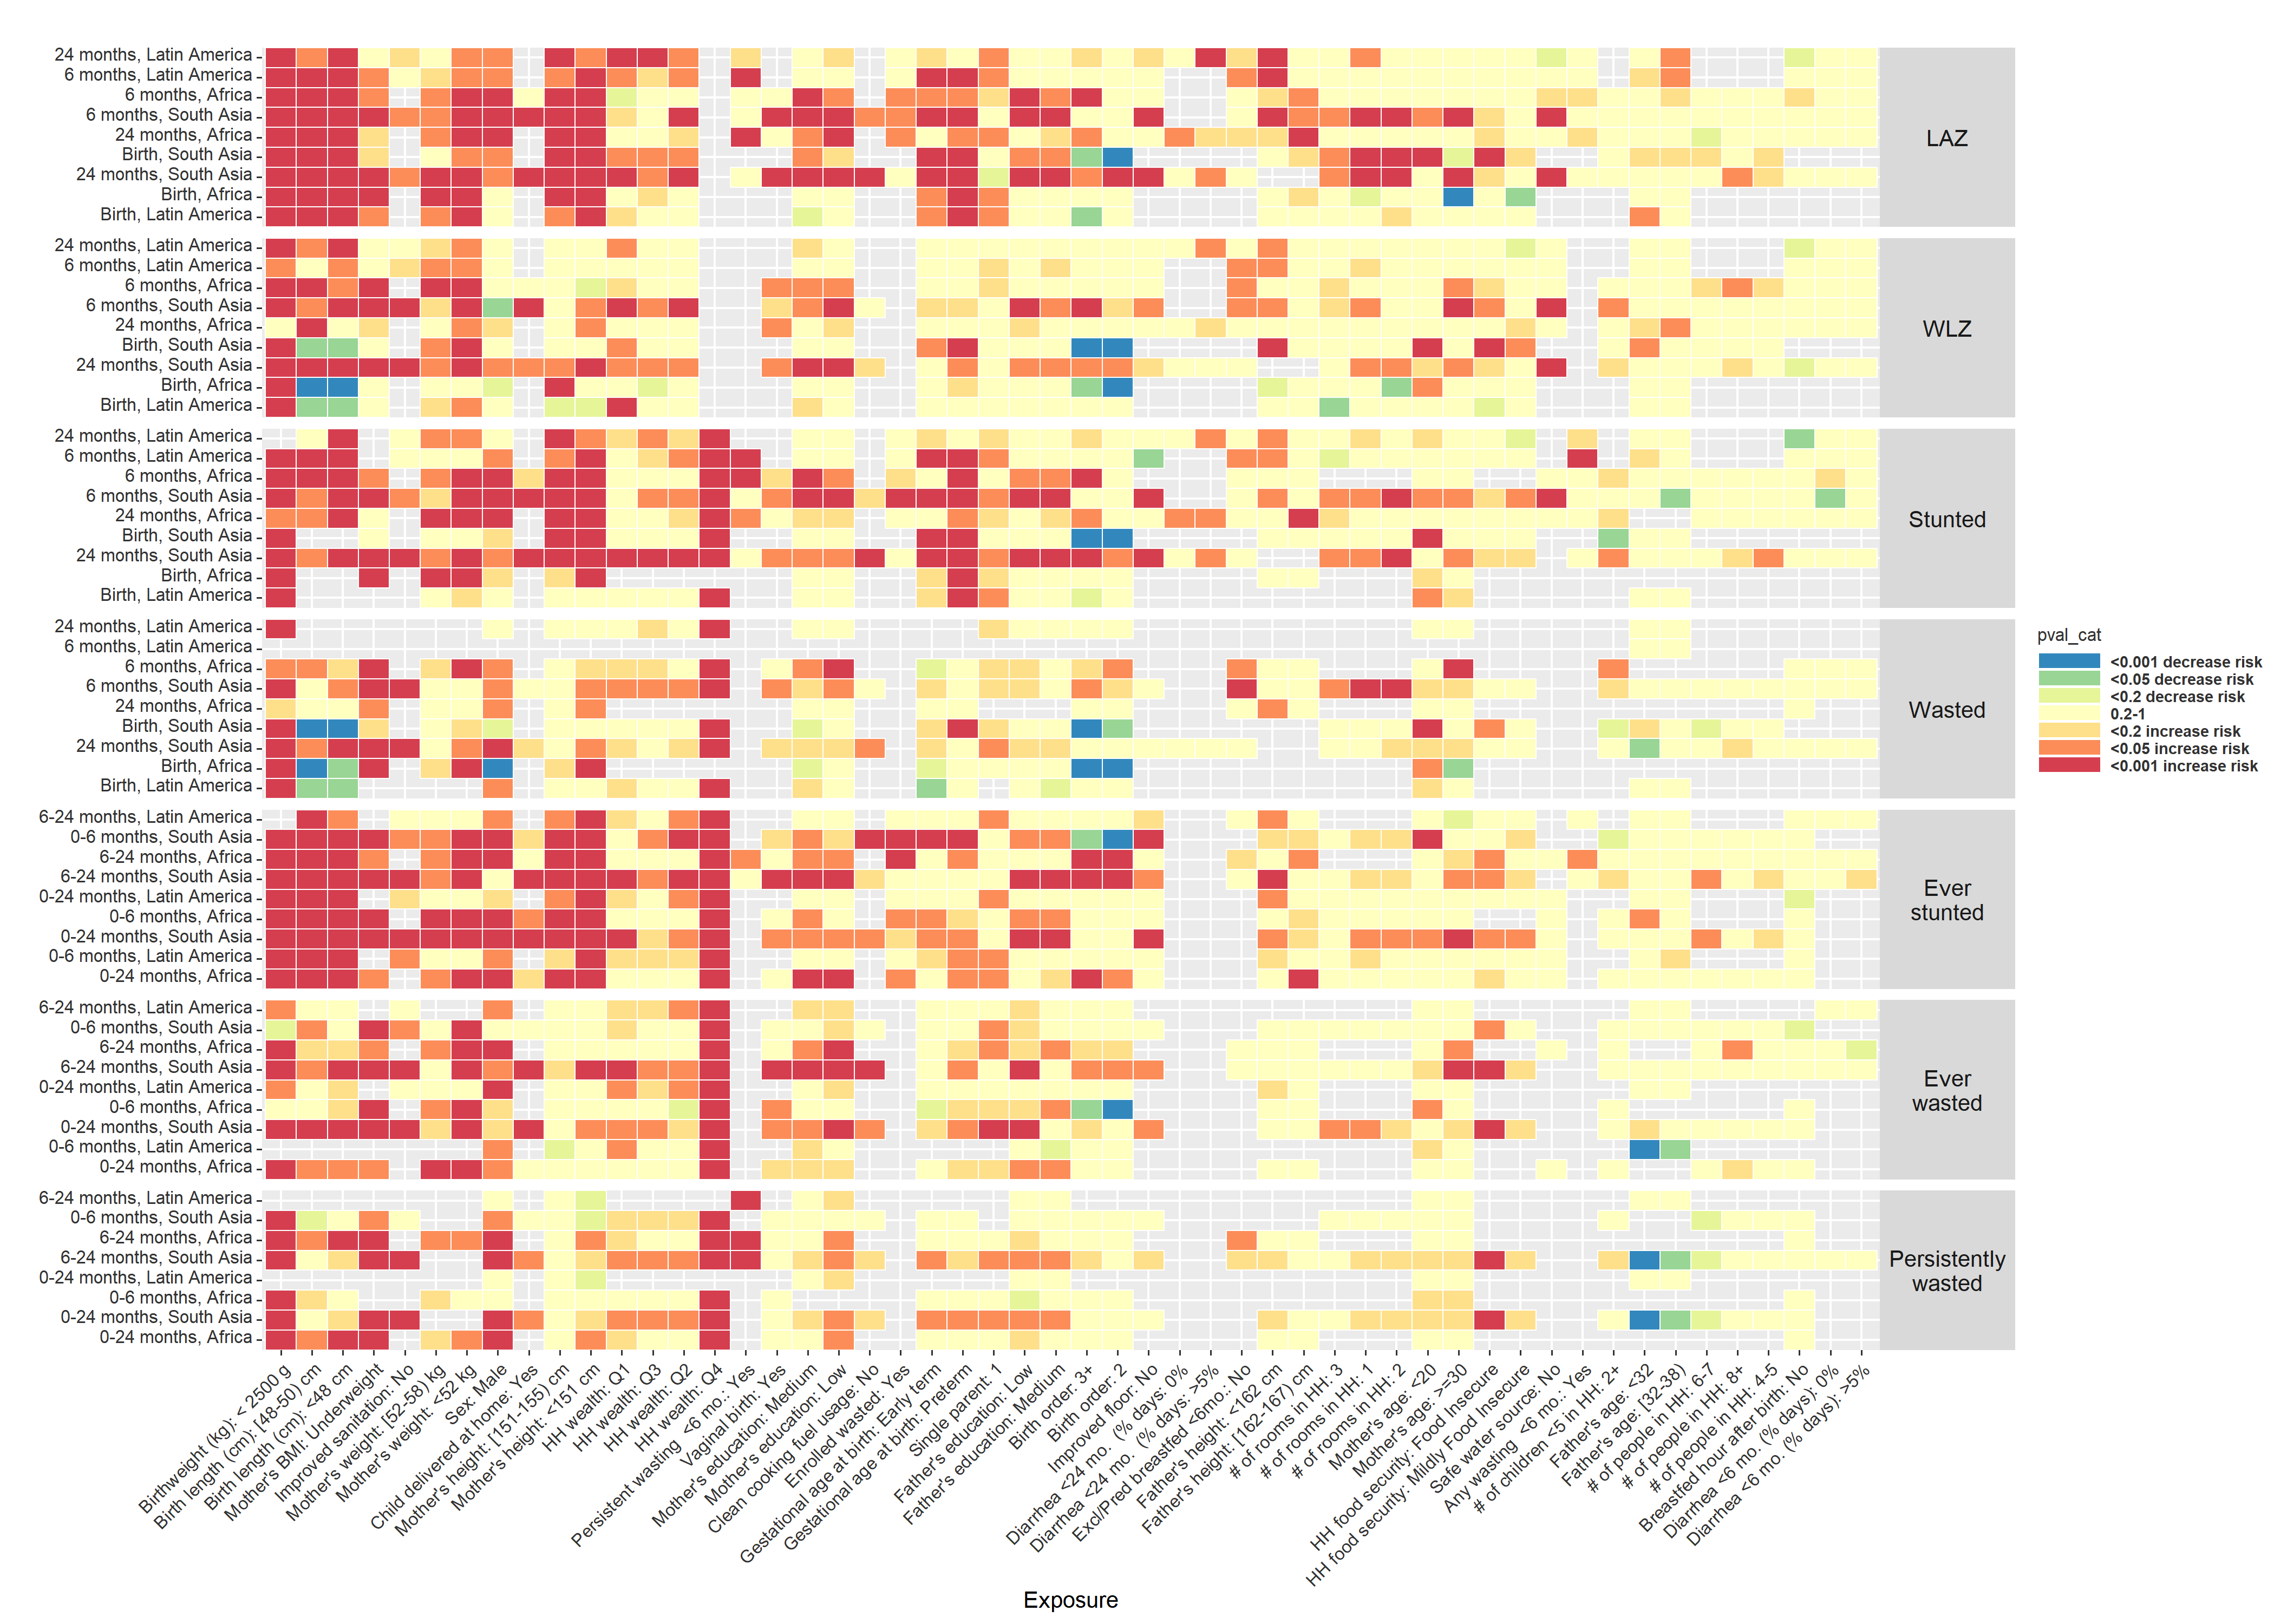 24 months, Latin America
6 months, Latin America
6 months, Africa
6 months, South Asia
24 months, Africa
Birth, South Asia
24 months, South Asia
Birth, Africa
Birth, Latin America
LAZ
24 months, Latin America
6 months, Latin America
6 months, Africa
6 months, South Asia
24 months, Africa
Birth, South Asia
24 months, South Asia
Birth, Africa
Birth, Latin America
WLZ
24 months, Latin America
6 months, Latin America
6 months, Africa
6 months, South Asia
24 months, Africa
Birth, South Asia
24 months, South Asia
Birth, Africa
Birth, Latin America
Stunted
24 months, Latin America
6 months, Latin America
6 months, Africa
6 months, South Asia
24 months, Africa
Birth, South Asia
24 months, South Asia
Birth, Africa
Birth, Latin America
Wasted
6-24 months, Latin America
0-6 months, South Asia
6-24 months, Africa
6-24 months, South Asia
0-24 months, Latin America
0-6 months, Africa
0-24 months, South Asia
0-6 months, Latin America
0-24 months, Africa
Ever
stunted
6-24 months, Latin America
0-6 months, South Asia
6-24 months, Africa
6-24 months, South Asia
0-24 months, Latin America
0-6 months, Africa
0-24 months, South Asia
0-6 months, Latin America
0-24 months, Africa
Ever
wasted
6-24 months, Latin America
0-6 months, South Asia
6-24 months, Africa
6-24 months, South Asia
0-24 months, Latin America
0-6 months, Africa
0-24 months, South Asia
0-24 months, Africa
Persistently
wasted
Birthweight (kg): < 2500 g
Birth length (cm): [48-50) cm
Birth length (cm): <48 cm
Mother's BMI: Underweight
Improved sanitation: No
Mother's weight: [52-58) kg
Mother's weight: <52 kg
Sex: Male
Child delivered at home: Yes
Mother's height: [151-155) cm
Mother's height: <151 cm
HH wealth: Q1
HH wealth: Q3
HH wealth: Q2
HH wealth: Q4
Persistent wasting <6 mo.: Yes
Vaginal birth: Yes
Mother's education: Medium
Mother's education: Low
Clean cooking fuel usage: No
Enrolled wasted: Yes
Gestational age at birth: Early term
Gestational age at birth: Preterm
Single parent: 1
Father's education: Low
Father's education: Medium
Birth order: 3+
Birth order: 2
Improved floor: No
Diarrhea <24 mo. (% days: 0%
Diarrhea <24 mo. (% days: >5%
Excl/Pred breastfed <6mo.: No
Father's height: <162 cm
Father's height: [162-167) cm
# of rooms in HH: 3
# of rooms in HH: 1
# of rooms in HH: 2
Mother's age: <20
Mother's age: >=30
HH food security: Food Insecure
HH food security: Mildly Food Insecure
Safe water source: No
Any wasting <6 mo.: Yes
# of children <5 in HH: 2+
Father's age: <32
Father's age: [32-38)
# of people in HH: 6-7
# of people in HH: 8+
# of people in HH: 4-5
Breastfed hour after birth: No
Diarrhea <6 mo. (% days): 0%
Diarrhea <6 mo. (% days): >5%
Exposure
pval_cat
<0.001 decrease risk
<0.05 decrease risk
<0.2 decrease risk
0.2-1
<0.2 increase risk
<0.05 increase risk
<0.001 increase risk